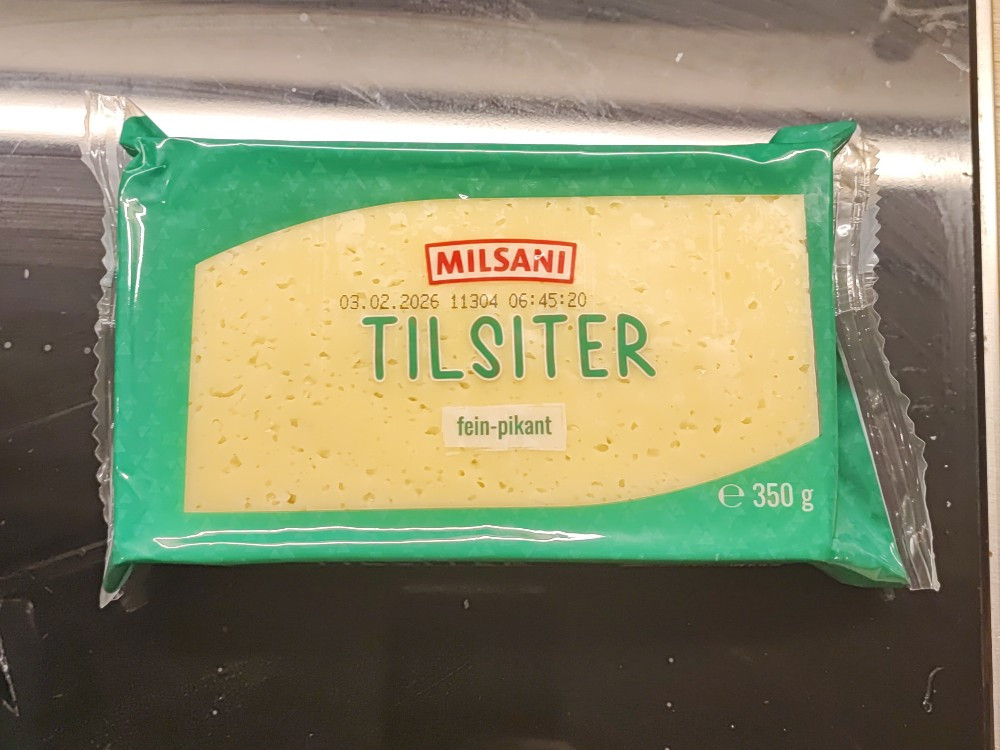 MILSANI
03.02.2026 11304 06:45:20
TILSITER
fein-pikant
℮ 350 g